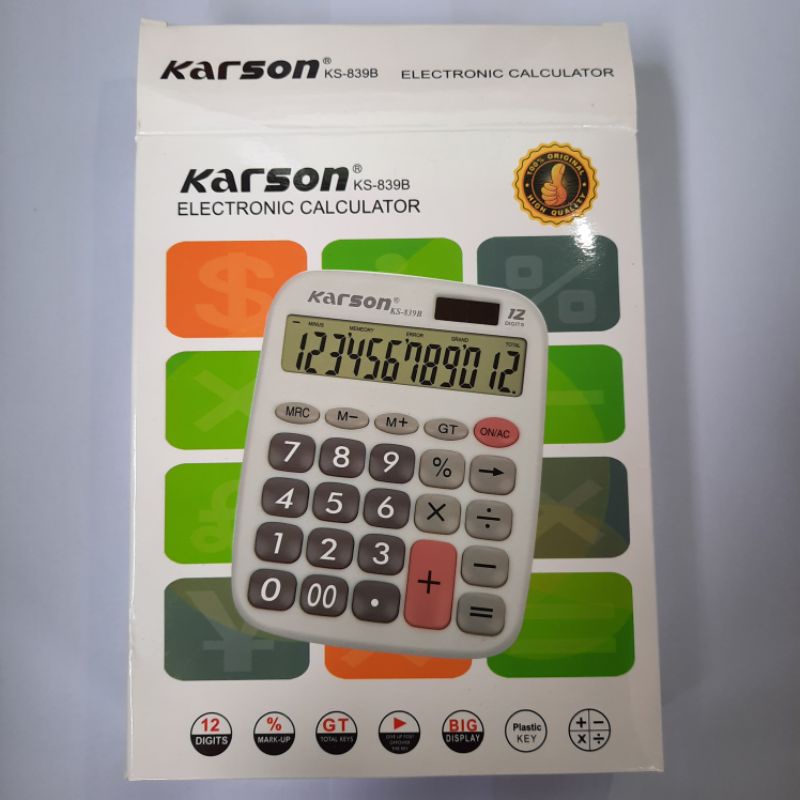 Karson® KS-839B ELECTRONIC CALCULATOR
Karson® KS-839B
ELECTRONIC CALCULATOR
100% ORIGINAL
HIGH QUALITY
$ %
Karson®
KS-839B
12
DIGITS
− MINUS MEMORY ERROR GRAND TOTAL
123456789012.
MRC M− M+ GT ON/AC
7 8 9 % →
4 5 6 × ÷
1 2 3 + −
0 00 . =
£
¥
12 DIGITS
% MARK-UP
GT TOTAL KEYS
BIG DISPLAY
Plastic KEY
+ − × ÷